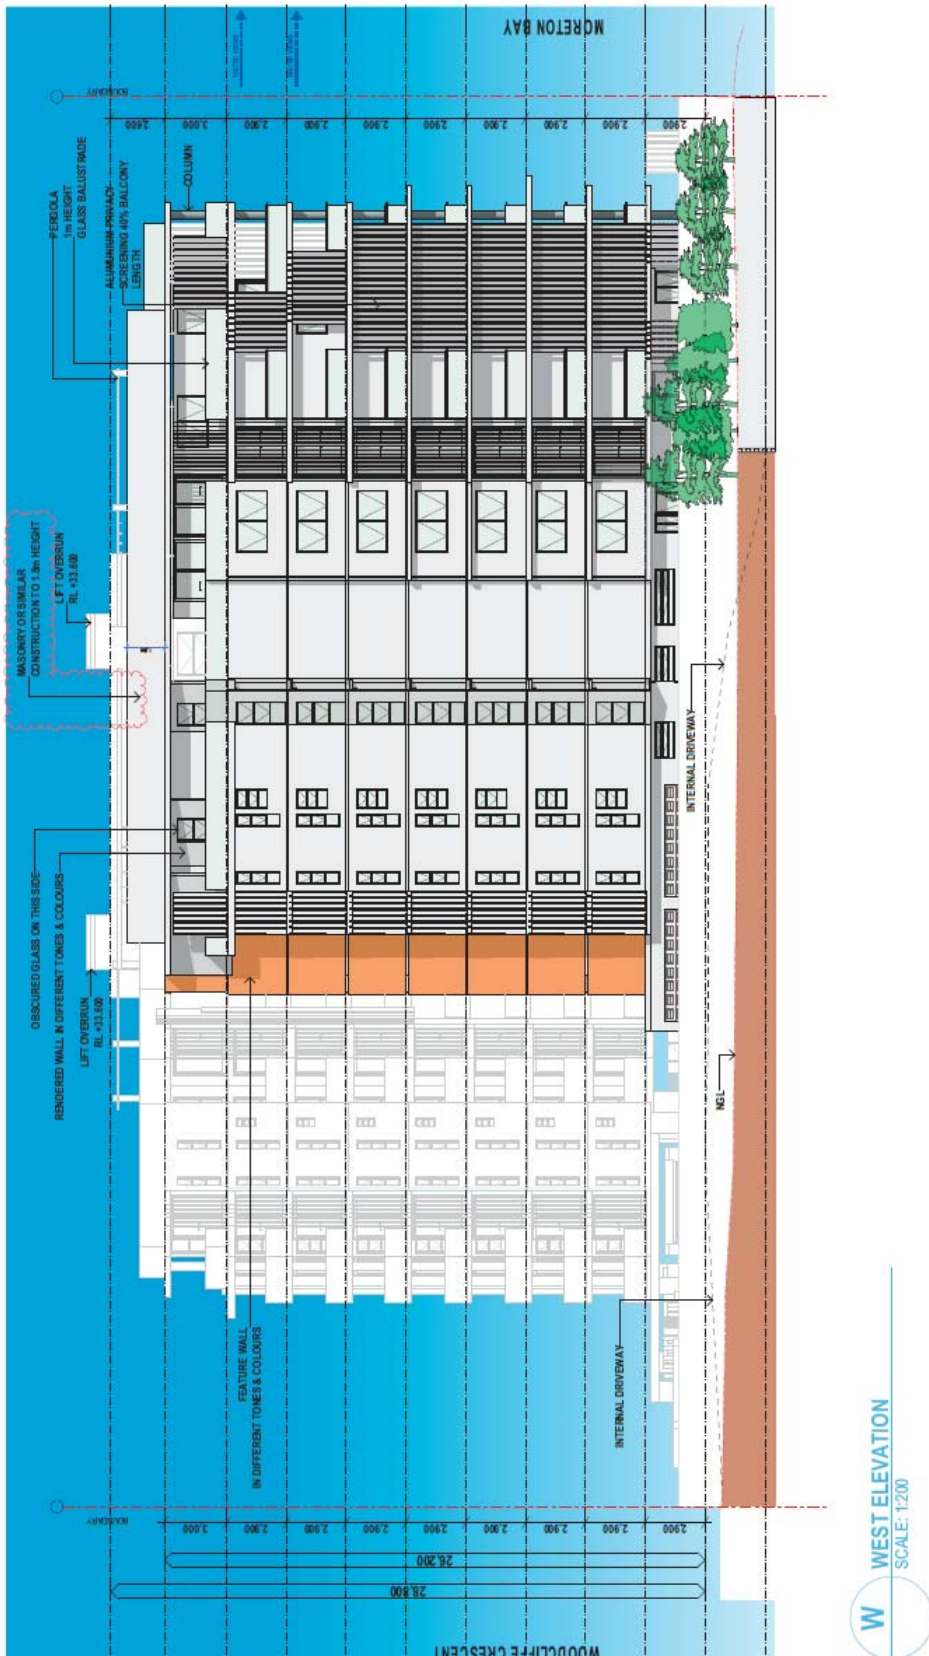 WOODCLIFFE CRESCENT
MORETON BAY
BOUNDARY
BOUNDARY
28.800
26.200
3.000
2.900
2.900
2.900
2.900
2.900
2.900
2.900
2.900
LIFT OVERRUN
RL +33.600
OBSCURED GLASS ON THIS SIDE
RENDERED WALL IN DIFFERENT TONES & COLOURS
MASONRY OR SIMILAR
CONSTRUCTION TO 1.8m HEIGHT
LIFT OVERRUN
RL +33.600
PERGOLA
1m HEIGHT
GLASS BALUSTRADE
ALUMINIUM PRIVACY
SCREENING 40% BALCONY
LENGTH
COLUMN
2.600
3.000
2.900
2.900
2.900
2.900
2.900
2.900
2.900
2.900
FEATURE WALL
IN DIFFERENT TONES & COLOURS
INTERNAL DRIVEWAY
NGL
INTERNAL DRIVEWAY
W
WEST ELEVATION
SCALE: 1:200